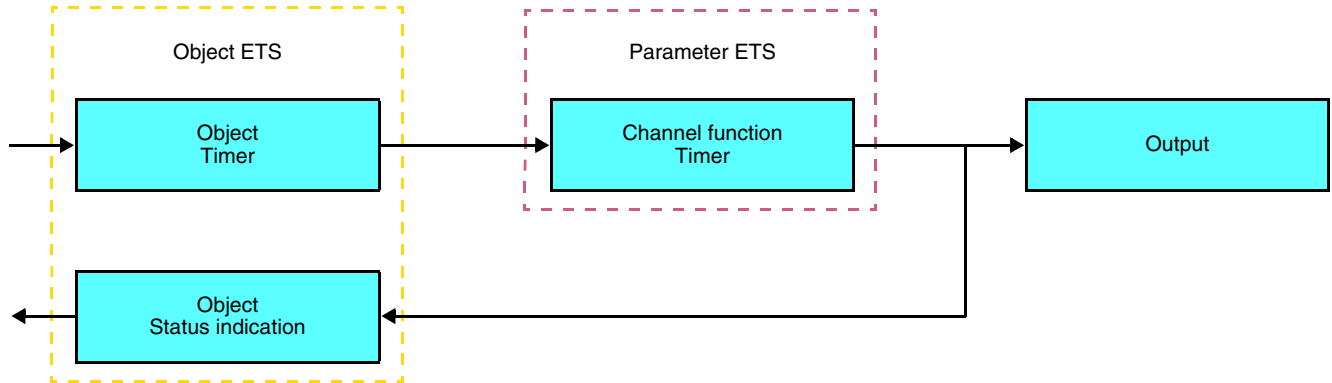 Object ETS
Parameter ETS
Object
Timer
Channel function
Timer
Output
Object
Status indication